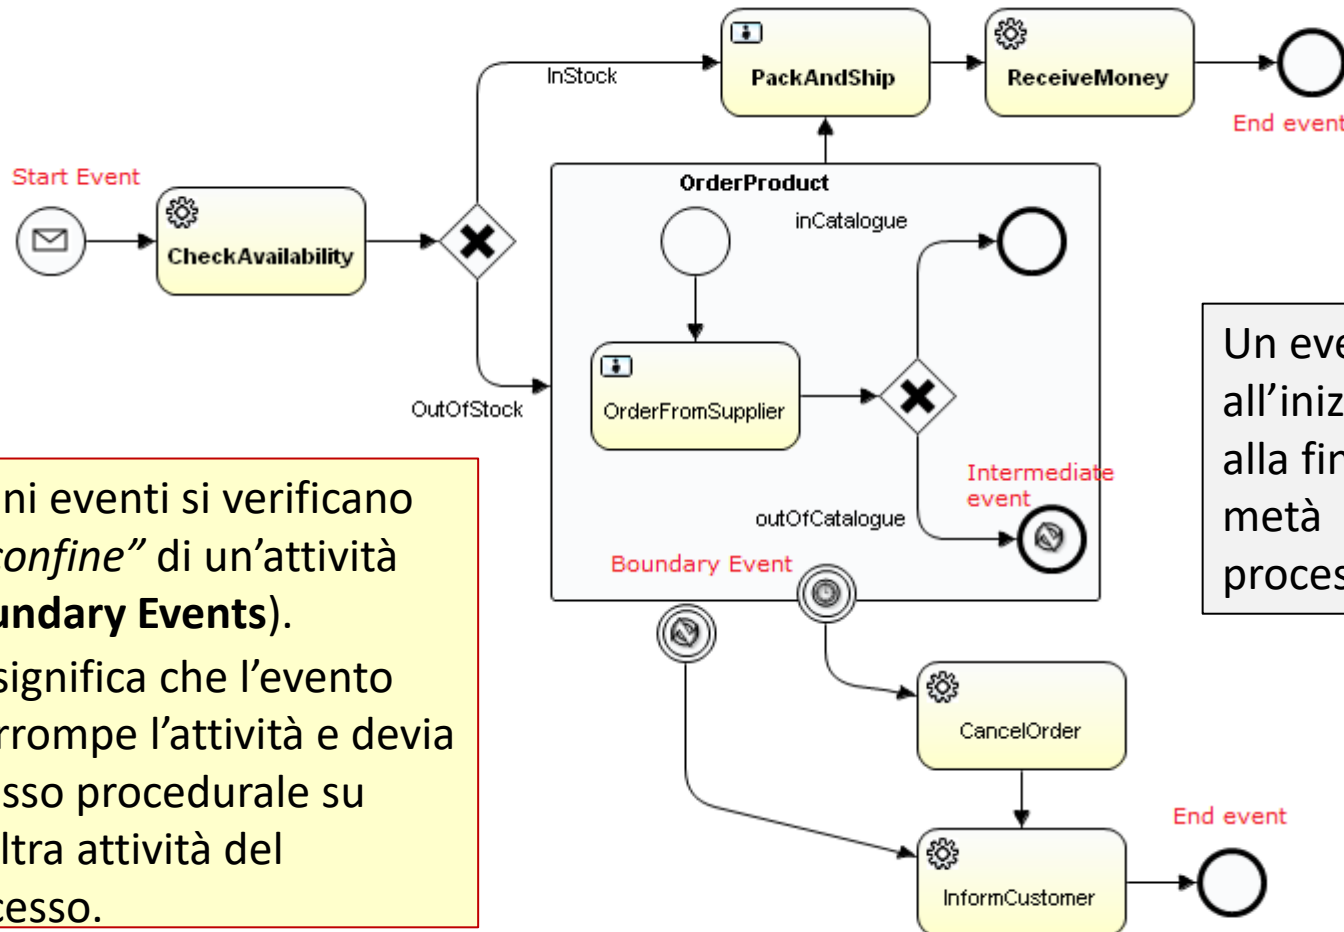 InStock
PackAndShip
ReceiveMoney
End event
Start Event
CheckAvailability
OrderProduct
inCatalogue
OutOfStock
OrderFromSupplier
Intermediate
event
outOfCatalogue
Boundary Event
CancelOrder
InformCustomer
End event
ni eventi si verificano
confine” di un’attività
undary Events).
significa che l’evento
rrompe l’attività e devia
sso procedurale su
ltra attività del
cesso.
Un eve
all’iniz
alla fin
metà
proces